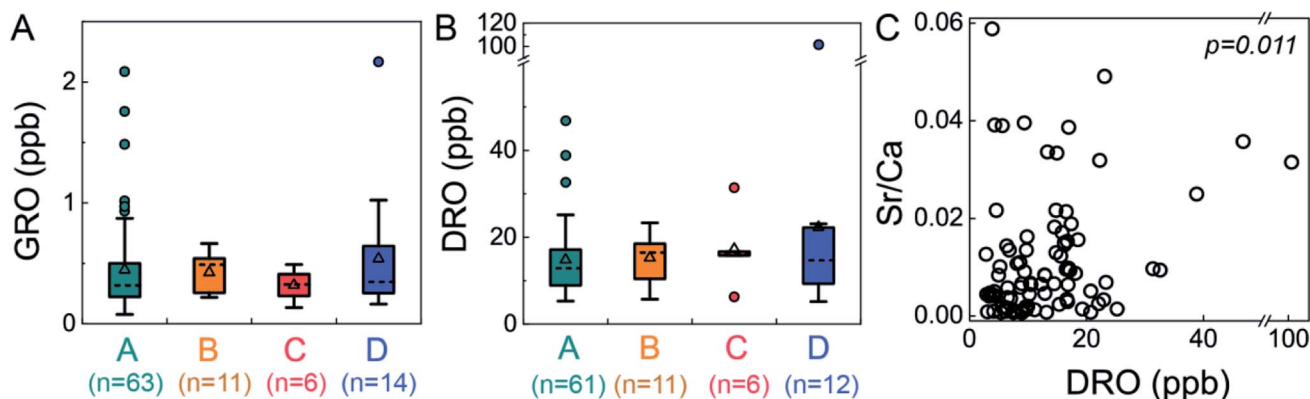 A
GRO (ppb)
2
1
0
A B C D
(n=63) (n=11) (n=6) (n=14)
B
DRO (ppb)
120
100
40
20
0
A B C D
(n=61) (n=11) (n=6) (n=12)
C
p=0.011
Sr/Ca
0.06
0.04
0.02
0.00
0 20 40 100
DRO (ppb)